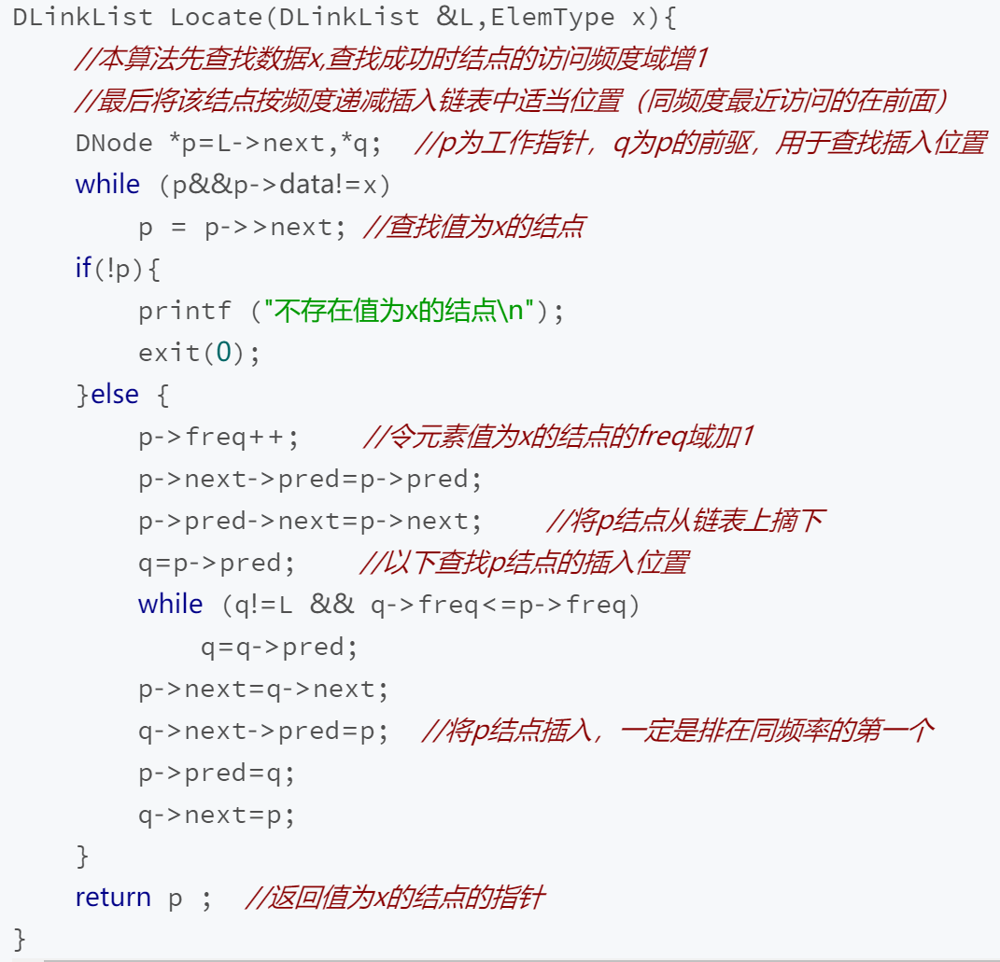 DLinkList Locate(DLinkList &L,ElemType x){
    //本算法先查找数据x,查找成功时结点的访问频度域增1
    //最后将该结点按频度递减插入链表中适当位置（同频度最近访问的在前面）
    DNode *p=L->next,*q;  //p为工作指针，q为p的前驱，用于查找插入位置
    while (p&&p->data!=x)
        p = p->>next; //查找值为x的结点
    if(!p){
        printf ("不存在值为x的结点\n");
        exit(0);
    }else {
        p->freq++;    //令元素值为x的结点的freq域加1
        p->next->pred=p->pred;
        p->pred->next=p->next;    //将p结点从链表上摘下
        q=p->pred;    //以下查找p结点的插入位置
        while (q!=L && q->freq<=p->freq)
            q=q->pred;
        p->next=q->next;
        q->next->pred=p;  //将p结点插入，一定是排在同频率的第一个
        p->pred=q;
        q->next=p;
    }
    return p ;  //返回值为x的结点的指针
}